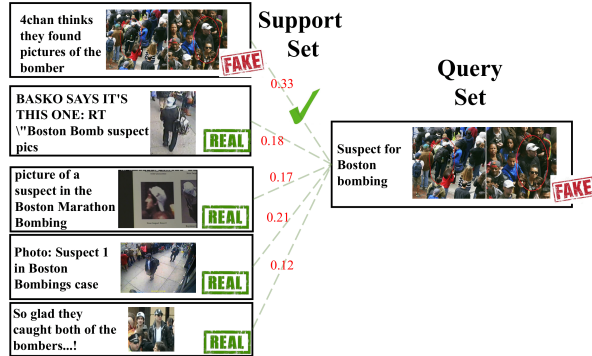 4chan thinks
they found
pictures of the
bomber
FAKE
BASKO SAYS IT'S
THIS ONE: RT
\"Boston Bomb suspect
pics
REAL
picture of a
suspect in the
Boston Marathon
Bombing
REAL
Photo: Suspect 1
in Boston
Bombings case
REAL
So glad they
caught both of the
bombers...!
REAL
Support
Set
0.33
0.18
0.17
0.21
0.12
Query
Set
Suspect for
Boston
bombing
FAKE